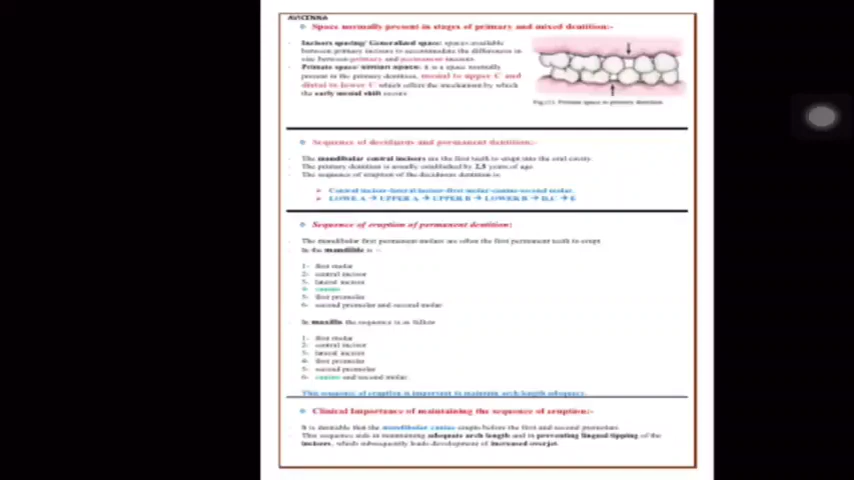 AVICENNA
Space normally present in stages of primary and mixed dentition:-
Incisors spacing/ Generalized space: spaces available
between primary incisors to accommodate the differences in
size between primary and permanent incisors.
Primate space/ simian space: it is a space normally
present in the primary dentition, mesial to upper C and
distal to lower C which offers the mechanism by which
the early mesial shift occurs
Primate space in primary dentition
Sequence of deciduous and permanent dentition:-
The mandibular central incisors are the first teeth to erupt into the oral cavity.
The primary dentition is usually established by 2.5 years of age
The sequence of eruption of the deciduous dentition is
Central incisor-lateral incisor-first molar-canine-second molar.
LOWE A → UPPER A → UPPER B → LOWER B → D,C → E
Sequence of eruption of permanent dentition:
The mandibular first permanent molars are often the first permanent teeth to erupt
In the mandible is :-
1- first molar
2- central incisor
3- lateral incisor
4- canine
5- first premolar
6- second premolar and second molar
In maxilla the sequence is as follow
1- first molar
2- central incisor
3- lateral incisor
4- first premolar
5- second premolar
6- canine and second molar.
This sequence of eruption is important to maintain arch length adequacy.
Clinical Importance of maintaining the sequence of eruption:-
It is desirable that the mandibular canine erupts before the first and second premolars
This sequence aids in maintaining adequate arch length and in preventing lingual tipping of the
incisors, which subsequently leads development of increased overjet.